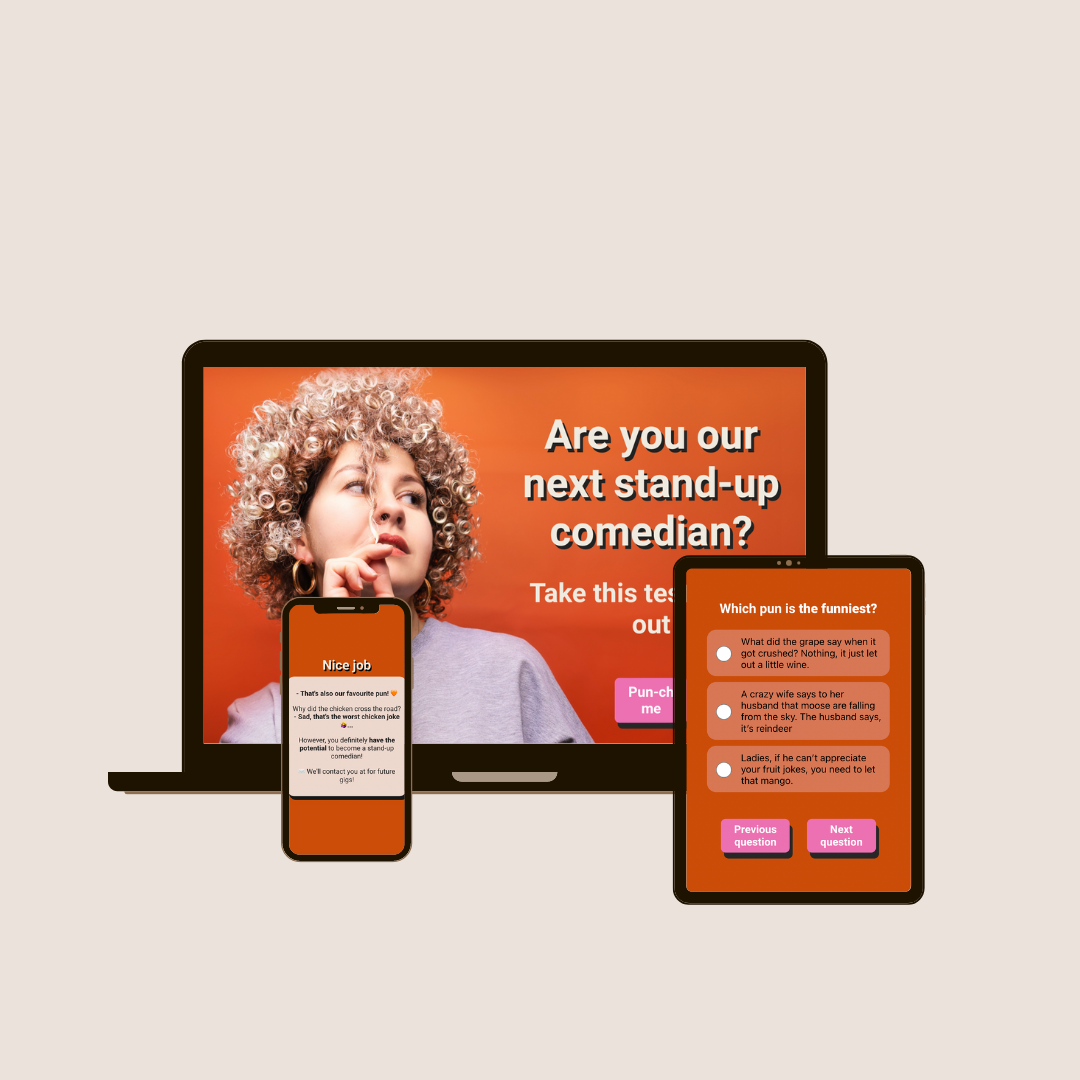 Are you our
next stand-up
comedian?
Take this tes
out
Pun-ch
me
Nice job
- That's also our favourite pun! 🧡
Why did the chicken cross the road?
- Sad, that's the worst chicken joke
...
However, you definitely have the
potential to become a stand-up
comedian!
We'll contact you at for future
gigs!
Which pun is the funniest?
What did the grape say when it
got crushed? Nothing, it just let
out a little wine.
A crazy wife says to her
husband that moose are falling
from the sky. The husband says,
it's reindeer
Ladies, if he can't appreciate
your fruit jokes, you need to let
that mango.
Previous
question
Next
question